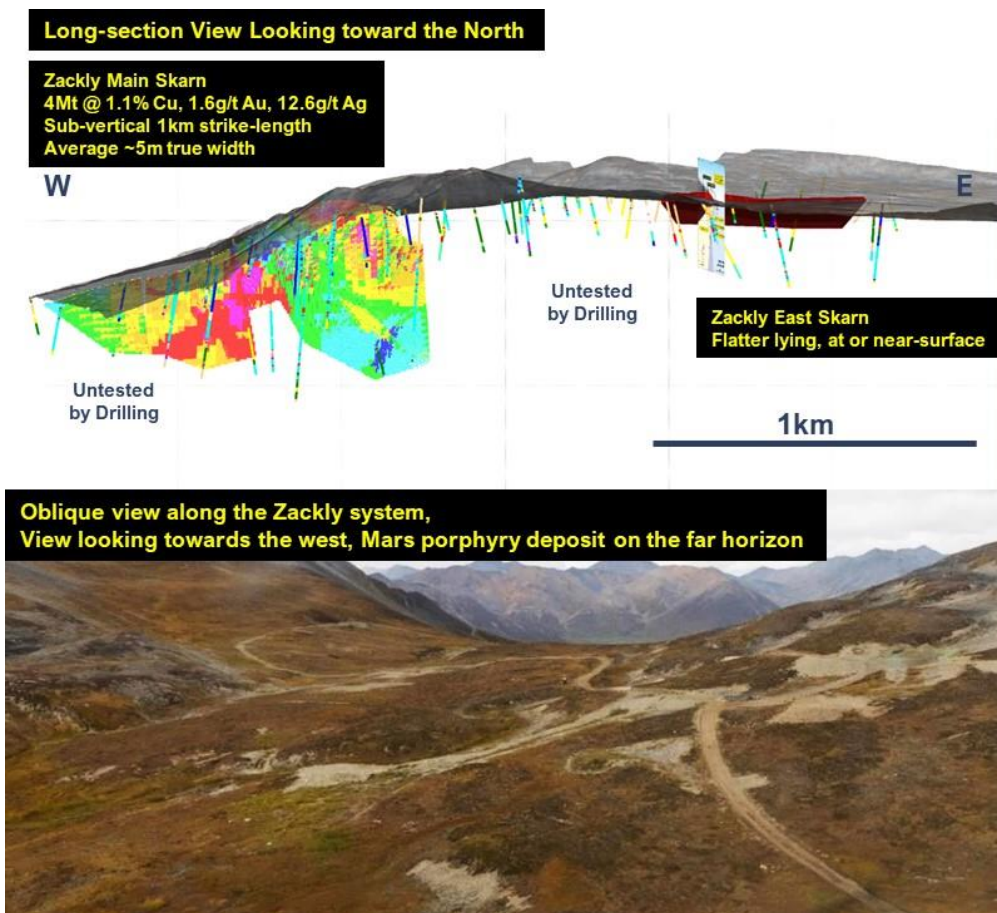 Long-section View Looking toward the North
Zackly Main Skarn
4Mt @ 1.1% Cu, 1.6g/t Au, 12.6g/t Ag
Sub-vertical 1km strike-length
Average ~5m true width
W
E
Untested
by Drilling
Zackly East Skarn
Flatter lying, at or near-surface
Untested
by Drilling
1km
Oblique view along the Zackly system,
View looking towards the west, Mars porphyry deposit on the far horizon